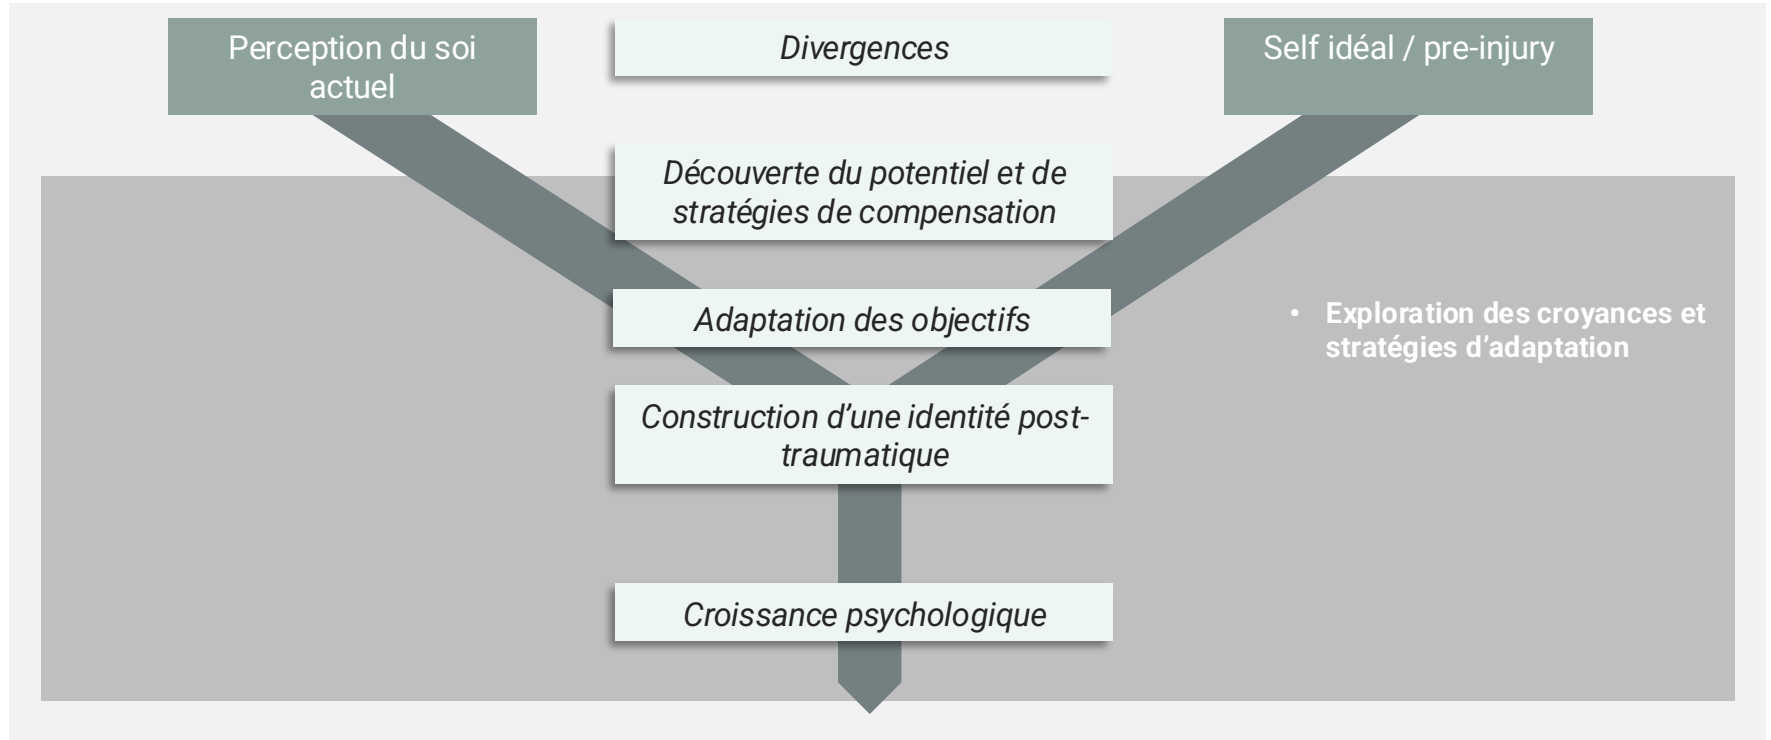 Perception du soi
actuel
Divergences
Self idéal / pre-injury
Découverte du potentiel et de
stratégies de compensation
Adaptation des objectifs
• Exploration des croyances et
stratégies d’adaptation
Construction d’une identité post-
traumatique
Croissance psychologique